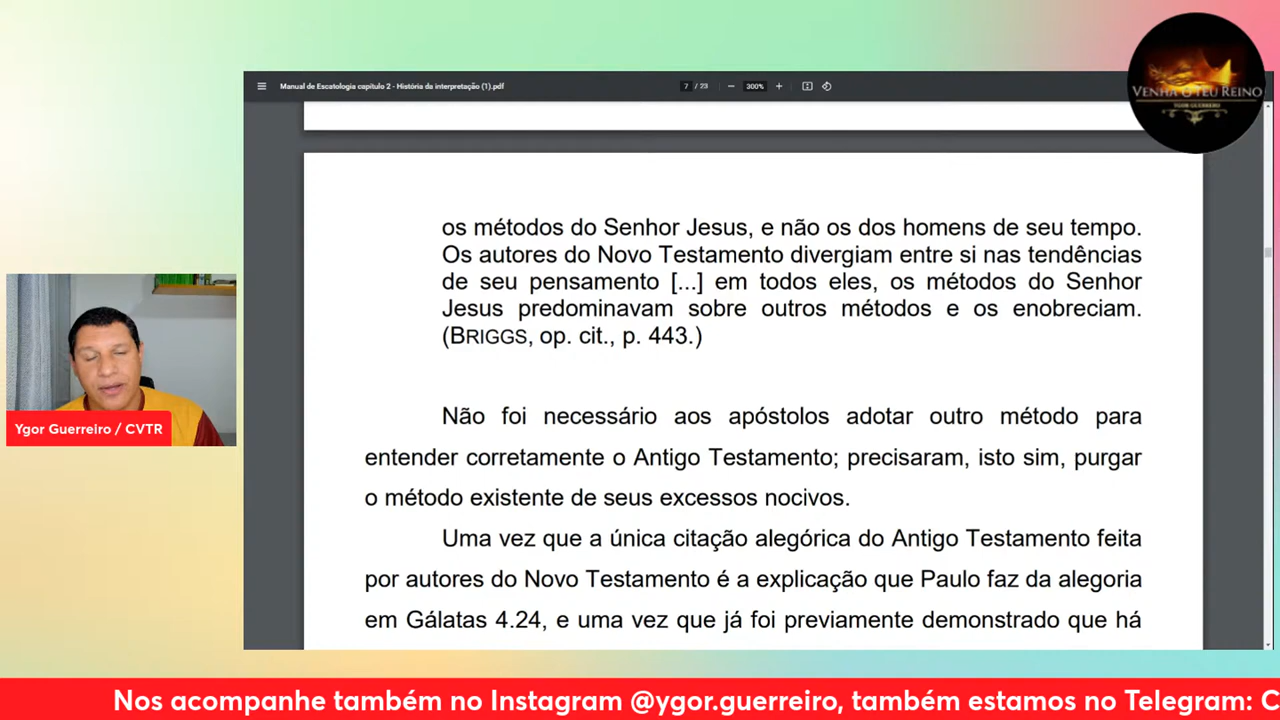 Manual de Escatologia capítulo 2 - História da interpretação (1).pdf
7 / 23
300%
VENHA O TEU REINO
YGOR GUERREIRO
os métodos do Senhor Jesus, e não os dos homens de seu tempo.
Os autores do Novo Testamento divergiam entre si nas tendências
de seu pensamento [...] em todos eles, os métodos do Senhor
Jesus predominavam sobre outros métodos e os enobreciam.
(BRIGGS, op. cit., p. 443.)
Não foi necessário aos apóstolos adotar outro método para
entender corretamente o Antigo Testamento; precisaram, isto sim, purgar
o método existente de seus excessos nocivos.
Uma vez que a única citação alegórica do Antigo Testamento feita
por autores do Novo Testamento é a explicação que Paulo faz da alegoria
em Gálatas 4.24, e uma vez que já foi previamente demonstrado que há
Ygor Guerreiro / CVTR
Nos acompanhe também no Instagram @ygor.guerreiro, também estamos no Telegram: C